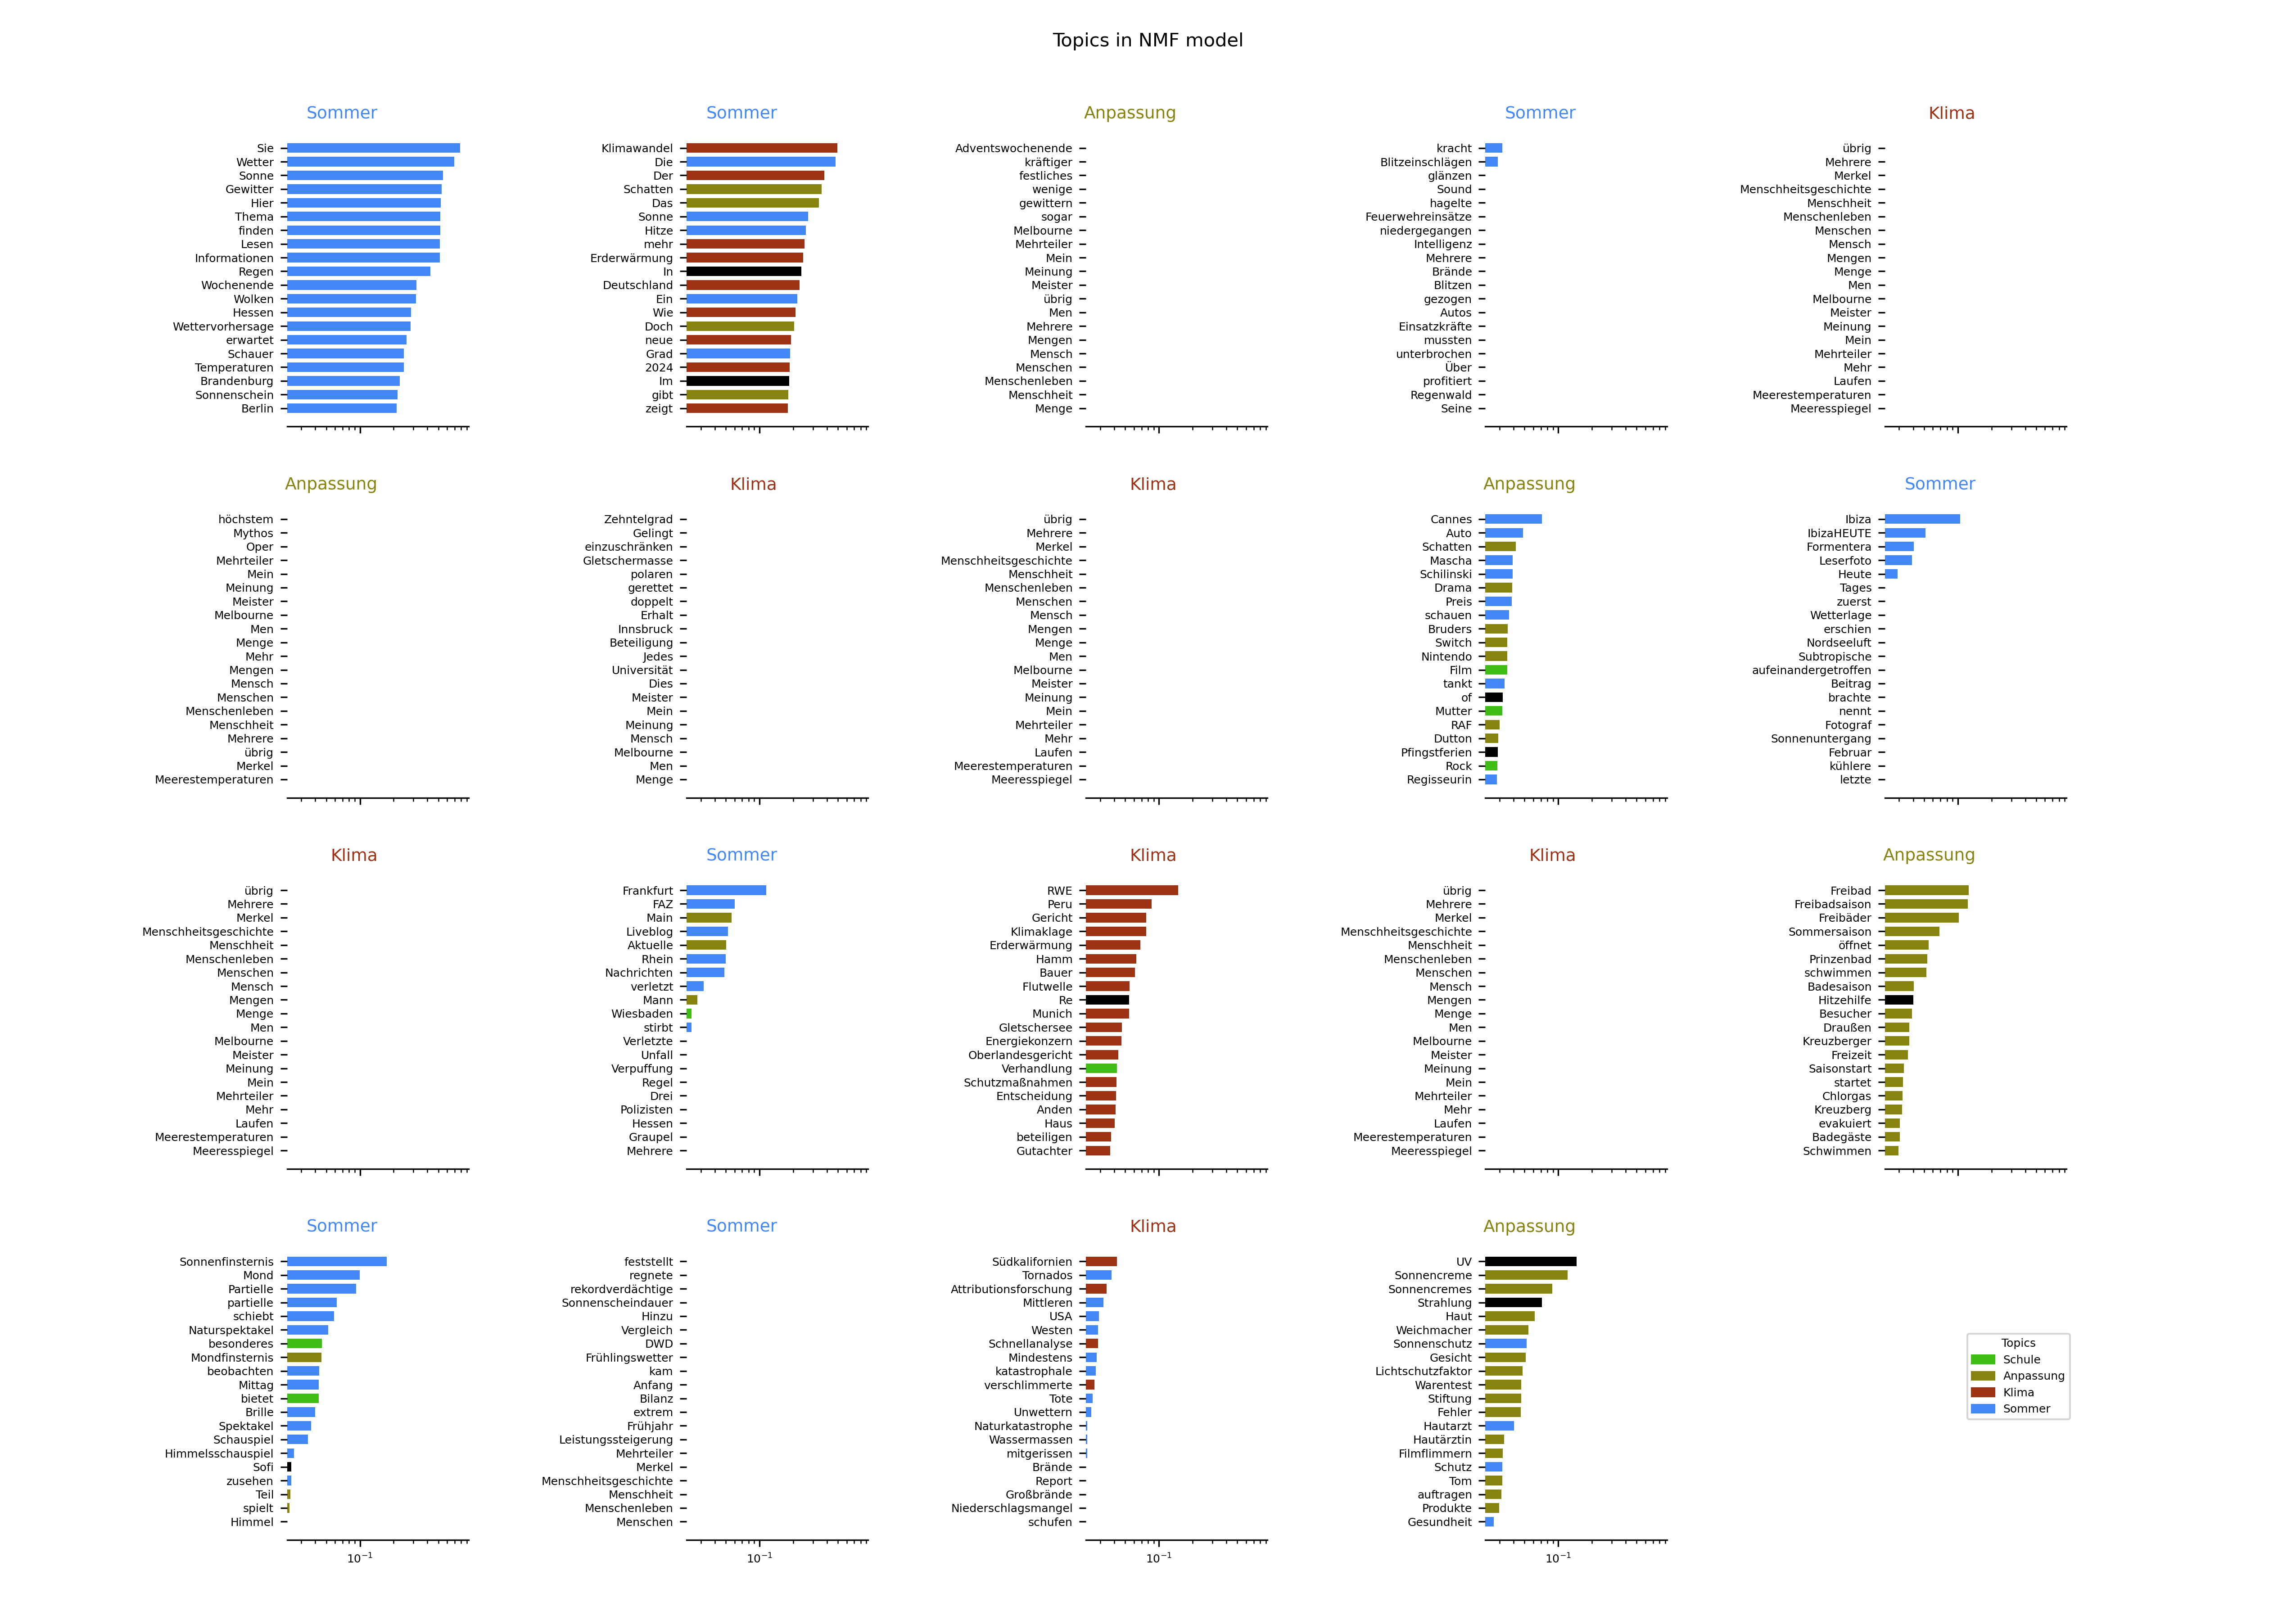 Topics in NMF model
Sommer
Sie
Wetter
Sonne
Gewitter
Hier
Thema
finden
Lesen
Informationen
Regen
Wochenende
Wolken
Hessen
Wettervorhersage
erwartet
Schauer
Temperaturen
Brandenburg
Sonnenschein
Berlin
Sommer
Klimawandel
Die
Der
Schatten
Das
Sonne
Hitze
mehr
Erderwärmung
In
Deutschland
Ein
Wie
Doch
neue
Grad
2024
Im
gibt
zeigt
Anpassung
Adventswochenende
kräftiger
festliches
wenige
gewittern
sogar
Melbourne
Mehrteiler
Mein
Meinung
Meister
übrig
Men
Mehrere
Mengen
Mensch
Menschen
Menschenleben
Menschheit
Menge
Sommer
kracht
Blitzeinschlägen
glänzen
Sound
hagelte
Feuerwehreinsätze
niedergegangen
Intelligenz
Mehrere
Brände
Blitzen
gezogen
Autos
Einsatzkräfte
mussten
unterbrochen
Über
profitiert
Regenwald
Seine
Klima
übrig
Mehrere
Merkel
Menschheitsgeschichte
Menschheit
Menschenleben
Menschen
Mensch
Mengen
Menge
Men
Melbourne
Meister
Meinung
Mein
Mehrteiler
Mehr
Laufen
Meerestemperaturen
Meeresspiegel
Anpassung
höchstem
Mythos
Oper
Mehrteiler
Mein
Meinung
Meister
Melbourne
Men
Menge
Mehr
Mengen
Mensch
Menschen
Menschenleben
Menschheit
Mehrere
übrig
Merkel
Meerestemperaturen
Klima
Zehntelgrad
Gelingt
einzuschränken
Gletschermasse
polaren
gerettet
doppelt
Erhalt
Innsbruck
Beteiligung
Jedes
Universität
Dies
Meister
Mein
Meinung
Mensch
Melbourne
Men
Menge
Klima
übrig
Mehrere
Merkel
Menschheitsgeschichte
Menschheit
Menschenleben
Menschen
Mensch
Mengen
Menge
Men
Melbourne
Meister
Meinung
Mein
Mehrteiler
Mehr
Laufen
Meerestemperaturen
Meeresspiegel
Anpassung
Cannes
Auto
Schatten
Mascha
Schilinski
Drama
Preis
schauen
Bruders
Switch
Nintendo
Film
tankt
of
Mutter
RAF
Dutton
Pfingstferien
Rock
Regisseurin
Sommer
Ibiza
IbizaHEUTE
Formentera
Leserfoto
Heute
Tages
zuerst
Wetterlage
erschien
Nordseeluft
Subtropische
aufeinandergetroffen
Beitrag
brachte
nennt
Fotograf
Sonnenuntergang
Februar
kühlere
letzte
Klima
übrig
Mehrere
Merkel
Menschheitsgeschichte
Menschheit
Menschenleben
Menschen
Mensch
Mengen
Menge
Men
Melbourne
Meister
Meinung
Mein
Mehrteiler
Mehr
Laufen
Meerestemperaturen
Meeresspiegel
Sommer
Frankfurt
FAZ
Main
Liveblog
Aktuelle
Rhein
Nachrichten
verletzt
Mann
Wiesbaden
stirbt
Verletzte
Unfall
Verpuffung
Regel
Drei
Polizisten
Hessen
Graupel
Mehrere
Klima
RWE
Peru
Gericht
Klimaklage
Erderwärmung
Hamm
Bauer
Flutwelle
Re
Munich
Gletschersee
Energiekonzern
Oberlandesgericht
Verhandlung
Schutzmaßnahmen
Entscheidung
Anden
Haus
beteiligen
Gutachter
Klima
übrig
Mehrere
Merkel
Menschheitsgeschichte
Menschheit
Menschenleben
Menschen
Mensch
Mengen
Menge
Men
Melbourne
Meister
Meinung
Mein
Mehrteiler
Mehr
Laufen
Meerestemperaturen
Meeresspiegel
Anpassung
Freibad
Freibadsaison
Freibäder
Sommersaison
öffnet
Prinzenbad
schwimmen
Badesaison
Hitzehilfe
Besucher
Draußen
Kreuzberger
Freizeit
Saisonstart
startet
Chlorgas
Kreuzberg
evakuiert
Badegäste
Schwimmen
Sommer
Sonnenfinsternis
Mond
Partielle
partielle
schiebt
Naturspektakel
besonderes
Mondfinsternis
beobachten
Mittag
bietet
Brille
Spektakel
Schauspiel
Himmelsschauspiel
Sofi
zusehen
Teil
spielt
Himmel
10⁻¹
Sommer
feststellt
regnete
rekordverdächtige
Sonnenscheindauer
Hinzu
Vergleich
DWD
Frühlingswetter
kam
Anfang
Bilanz
extrem
Frühjahr
Leistungssteigerung
Mehrteiler
Merkel
Menschheitsgeschichte
Menschheit
Menschenleben
Menschen
10⁻¹
Klima
Südkalifornien
Tornados
Attributionsforschung
Mittleren
USA
Westen
Schnellanalyse
Mindestens
katastrophale
verschlimmerte
Tote
Unwettern
Naturkatastrophe
Wassermassen
mitgerissen
Brände
Report
Großbrände
Niederschlagsmangel
schufen
10⁻¹
Anpassung
UV
Sonnencreme
Sonnencremes
Strahlung
Haut
Weichmacher
Sonnenschutz
Gesicht
Lichtschutzfaktor
Warentest
Stiftung
Fehler
Hautarzt
Hautärztin
Filmflimmern
Schutz
Tom
auftragen
Produkte
Gesundheit
10⁻¹
Topics
Schule
Anpassung
Klima
Sommer